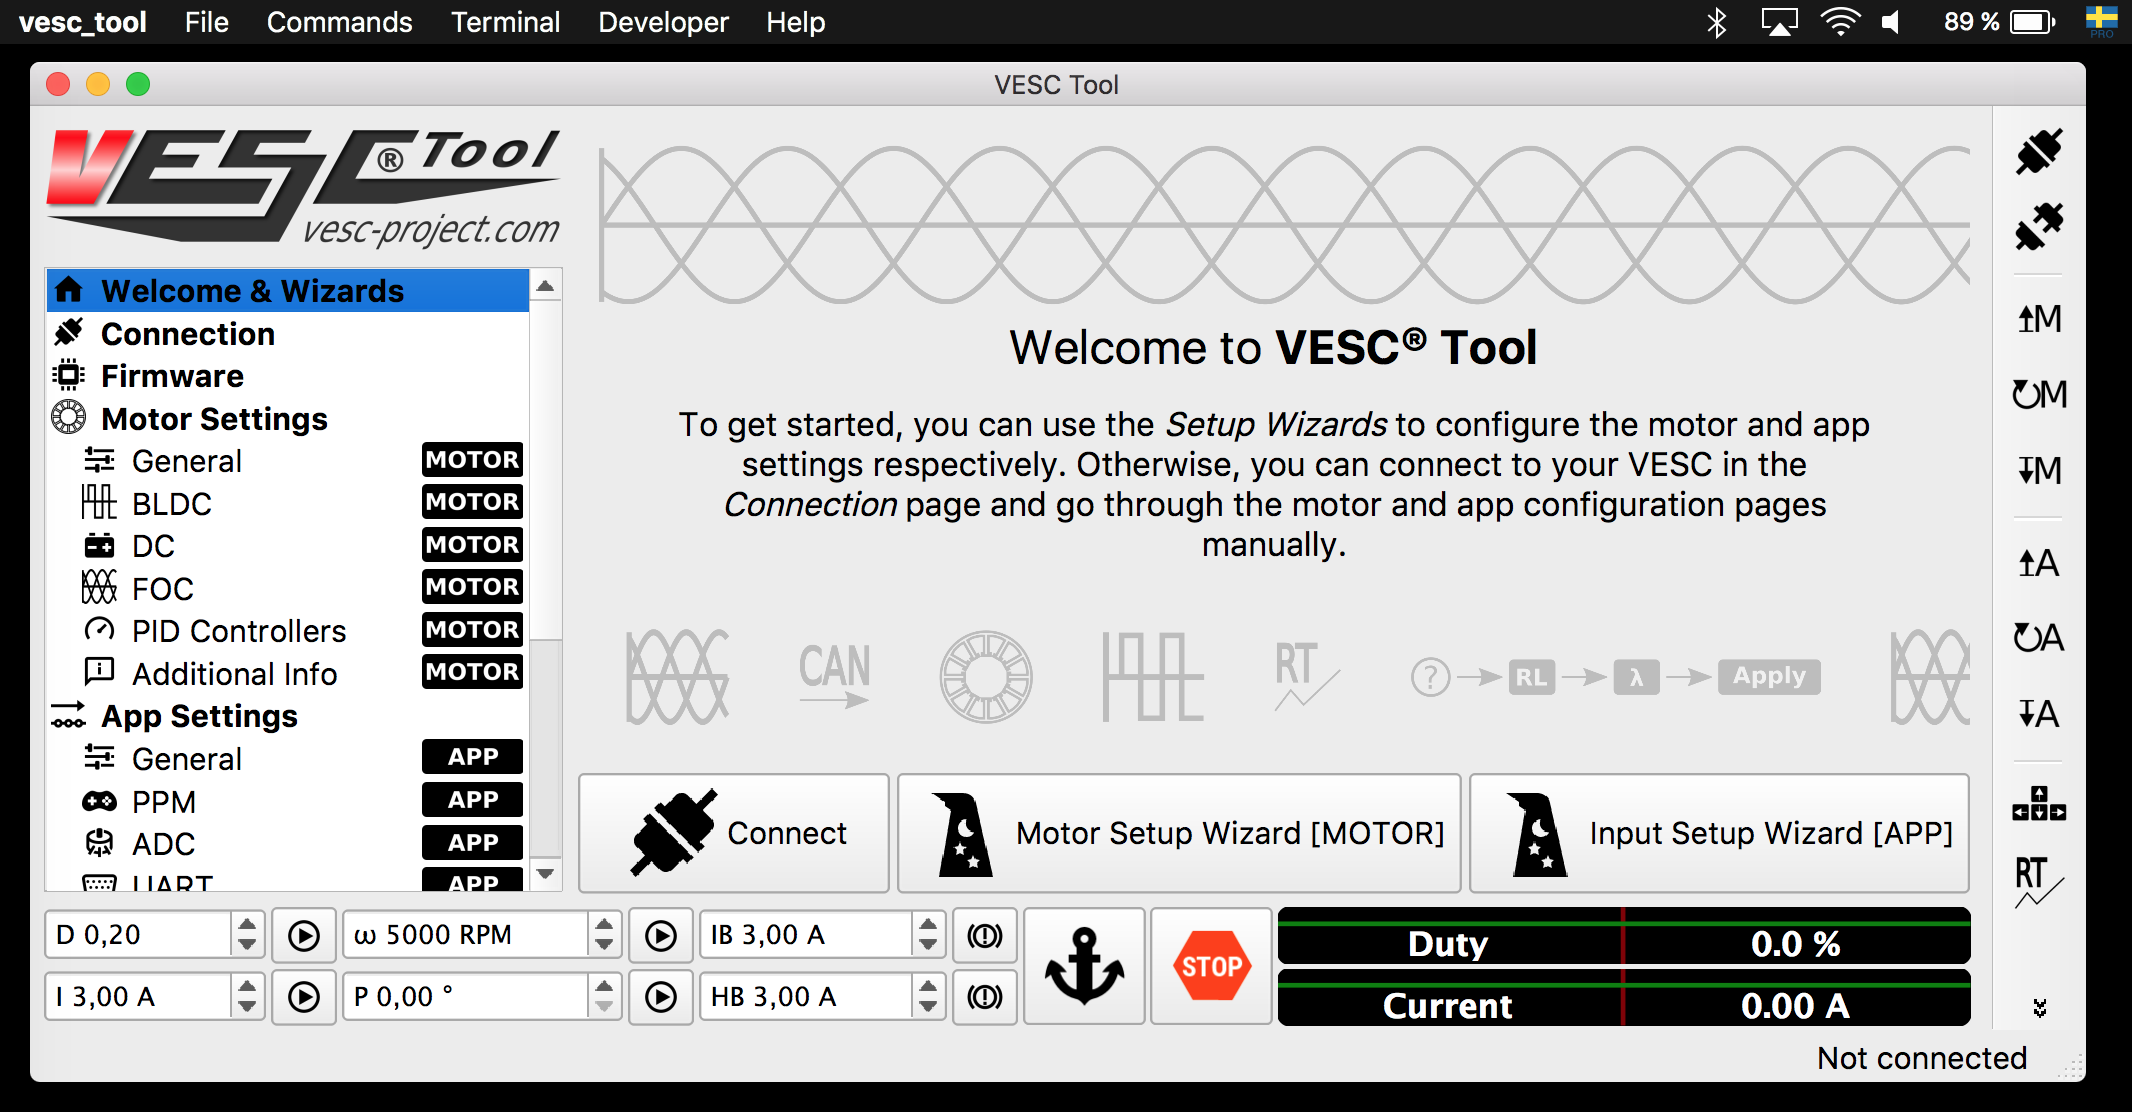 vesc_tool File Commands Terminal Developer Help 89 % PRO
VESC Tool
VESC® Tool
vesc-project.com
Welcome & Wizards
Connection
Firmware
Motor Settings
General MOTOR
BLDC MOTOR
DC MOTOR
FOC MOTOR
PID Controllers MOTOR
Additional Info MOTOR
App Settings
General APP
PPM APP
ADC APP
UART APP
Welcome to VESC® Tool
To get started, you can use the Setup Wizards to configure the motor and app
settings respectively. Otherwise, you can connect to your VESC in the
Connection page and go through the motor and app configuration pages
manually.
CAN RT ? RL λ Apply
Connect
Motor Setup Wizard [MOTOR]
Input Setup Wizard [APP]
M
M
M
A
A
A
RT
D 0,20 ω 5000 RPM IB 3,00 A
I 3,00 A P 0,00 ° HB 3,00 A
STOP
Duty 0.0 %
Current 0.00 A
Not connected